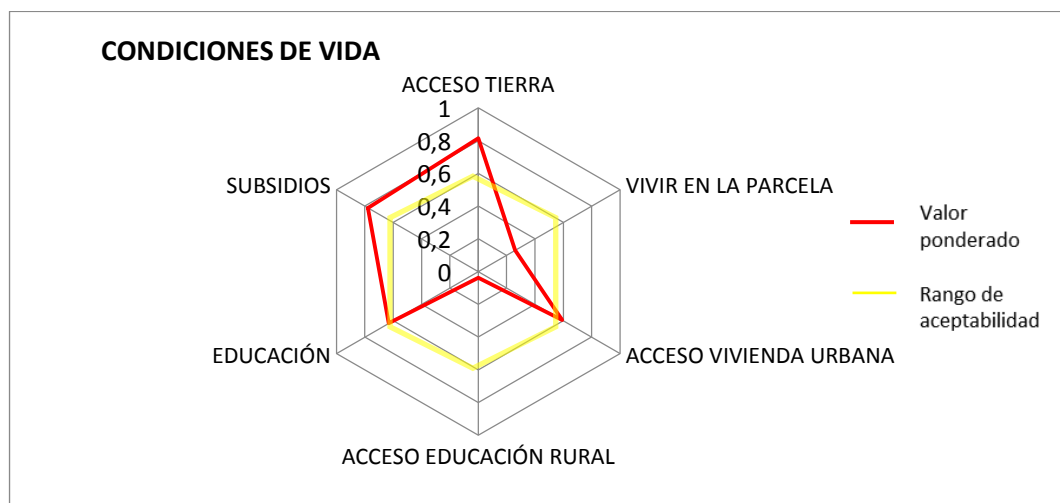 CONDICIONES DE VIDA
ACCESO TIERRA
1
0,8
0,6
0,4
0,2
0
SUBSIDIOS
VIVIR EN LA PARCELA
EDUCACIÓN
ACCESO VIVIENDA URBANA
ACCESO EDUCACIÓN RURAL
Valor
ponderado
Rango de
aceptabilidad